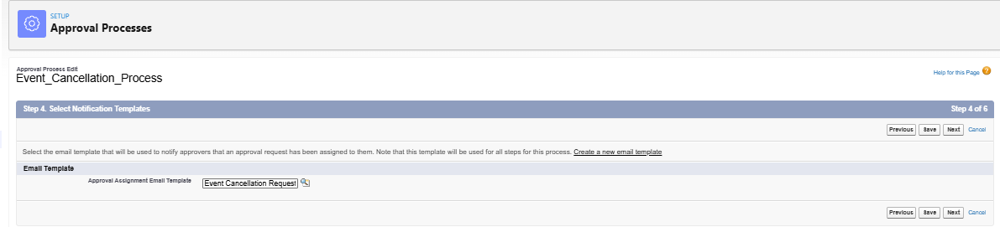 SETUP
Approval Processes
Approval Process Edit
Event_Cancellation_Process
Help for this Page ?
Step 4. Select Notification Templates Step 4 of 6
Previous Save Next Cancel
Select the email template that will be used to notify approvers that an approval request has been assigned to them. Note that this template will be used for all steps for this process. Create a new email template
Email Template
Approval Assignment Email Template Event Cancellation Request
Previous Save Next Cancel